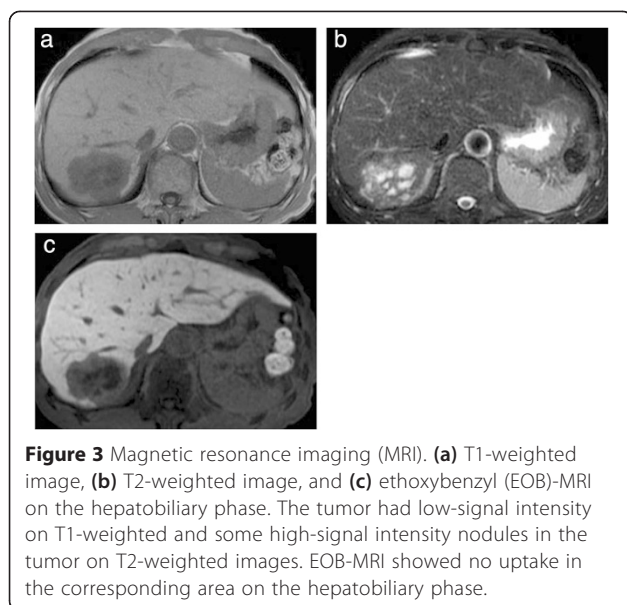 a
b
c
Figure 3 Magnetic resonance imaging (MRI). (a) T1-weighted
image, (b) T2-weighted image, and (c) ethoxybenzyl (EOB)-MRI
on the hepatobiliary phase. The tumor had low-signal intensity
on T1-weighted and some high-signal intensity nodules in the
tumor on T2-weighted images. EOB-MRI showed no uptake in
the corresponding area on the hepatobiliary phase.